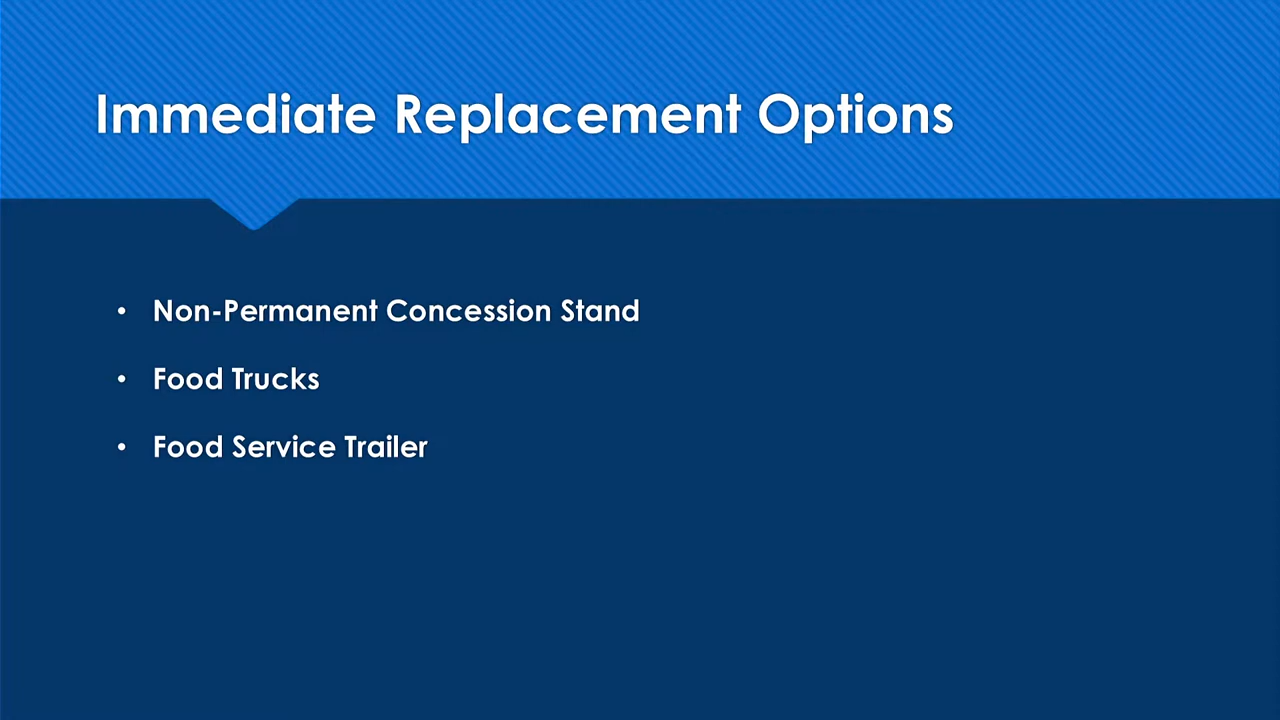 Immediate Replacement Options
• Non-Permanent Concession Stand
• Food Trucks
• Food Service Trailer